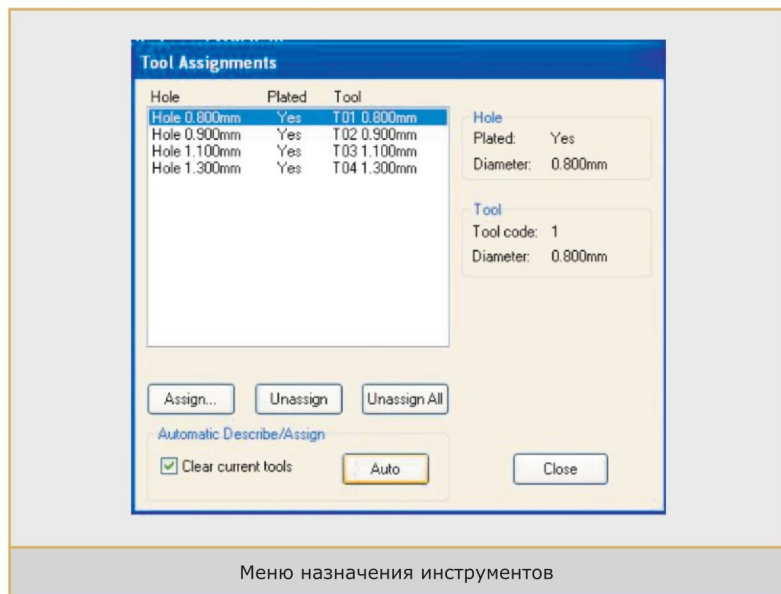 Tool Assignments
Hole Plated Tool
Hole 0.800mm Yes T01 0.800mm
Hole 0.900mm Yes T02 0.900mm
Hole 1.100mm Yes T03 1.100mm
Hole 1.300mm Yes T04 1.300mm
Hole
Plated: Yes
Diameter: 0.800mm
Tool
Tool code: 1
Diameter: 0.800mm
Assign... Unassign Unassign All
Automatic Describe/Assign
Clear current tools Auto Close
Меню назначения инструментов